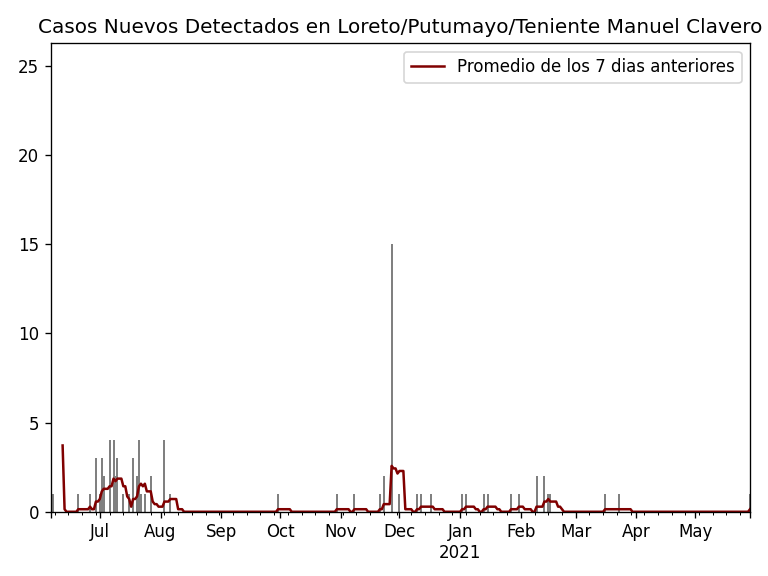 Casos Nuevos Detectados en Loreto/Putumayo/Teniente Manuel Clavero
Promedio de los 7 dias anteriores
25
20
15
10
5
0
Jul Aug Sep Oct Nov Dec Jan Feb Mar Apr May
2021